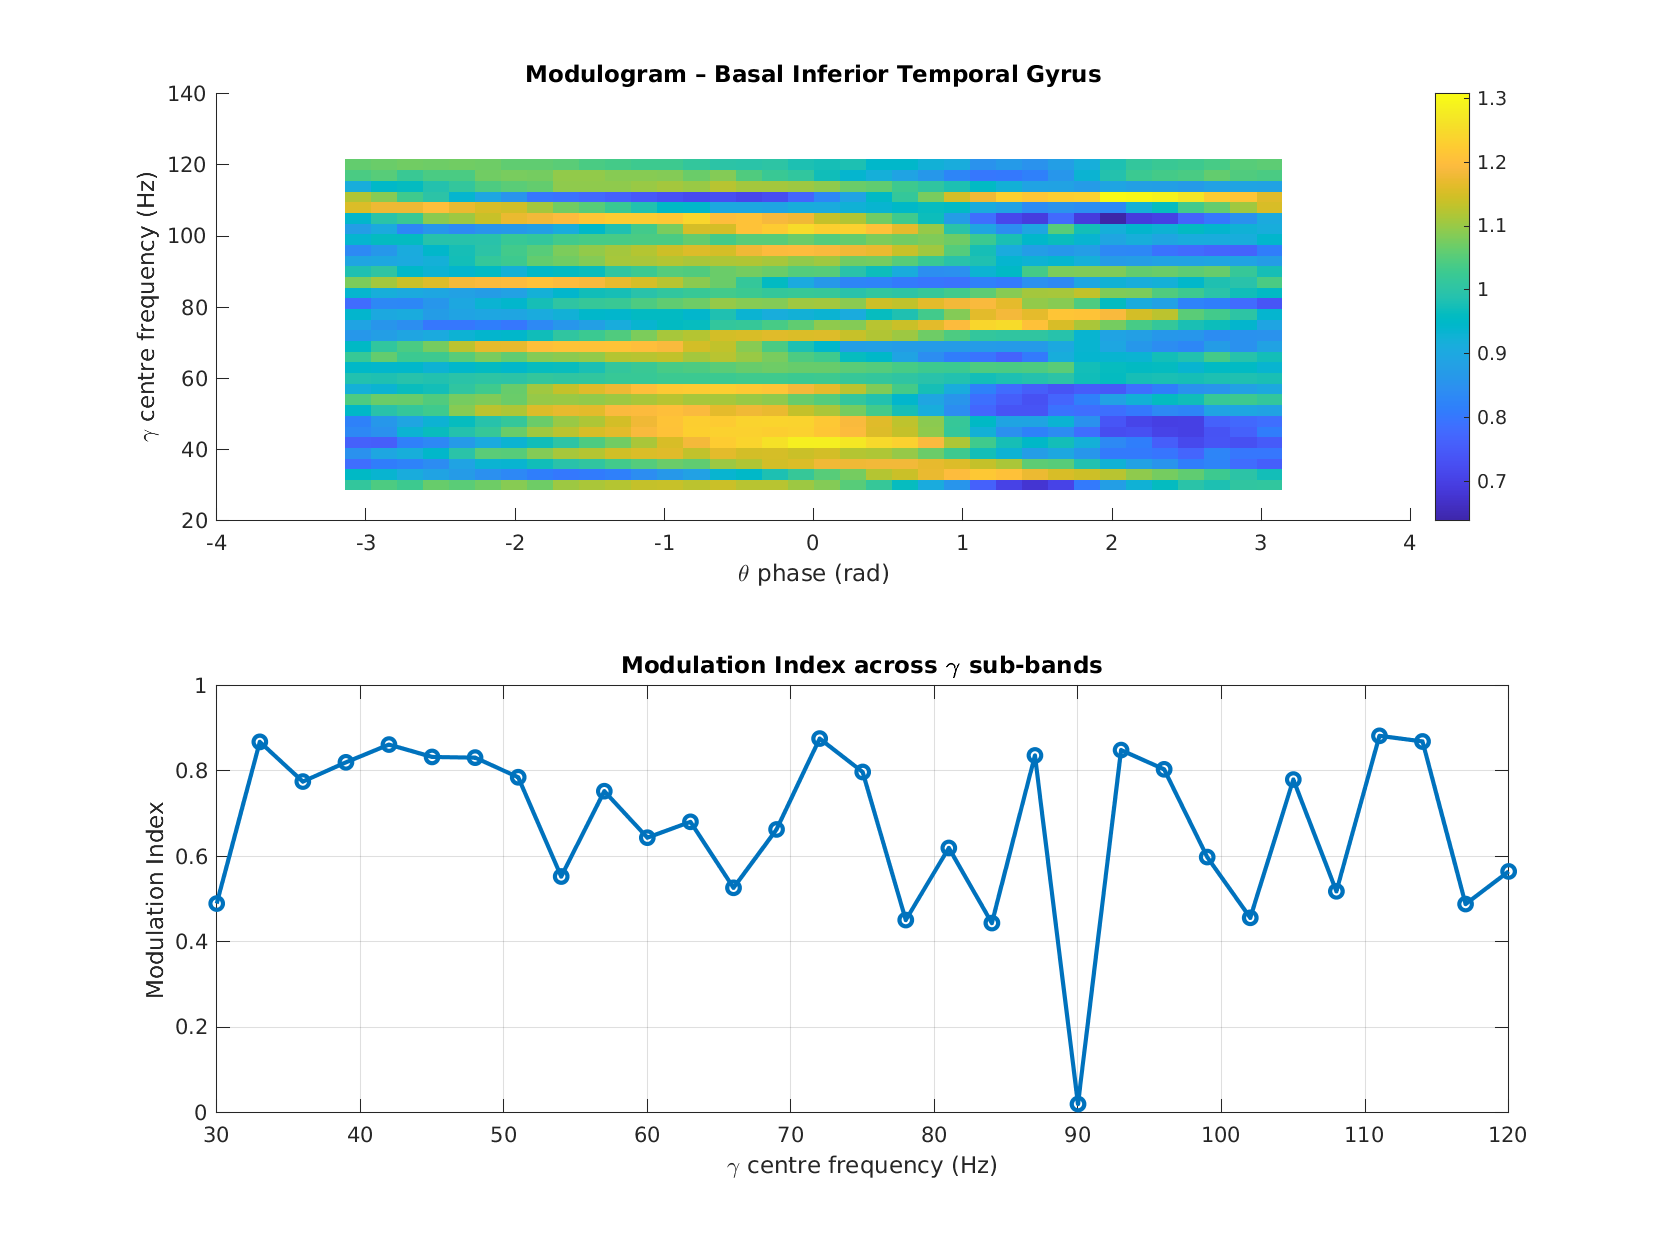 Modulogram – Basal Inferior Temporal Gyrus
140
120
100
80
60
40
20
γ centre frequency (Hz)
-4 -3 -2 -1 0 1 2 3 4
θ phase (rad)
1.3
1.2
1.1
1
0.9
0.8
0.7
Modulation Index across γ sub-bands
1
0.8
0.6
0.4
0.2
0
Modulation Index
30 40 50 60 70 80 90 100 110 120
γ centre frequency (Hz)